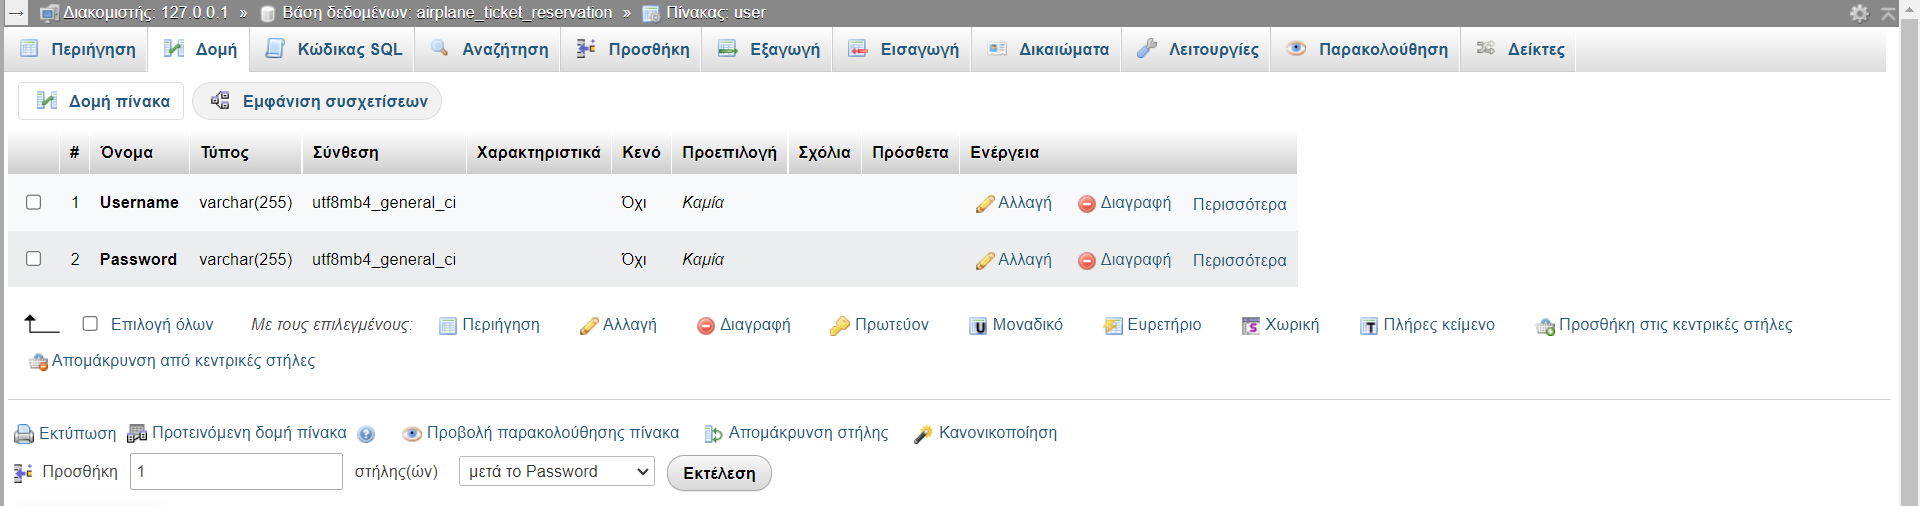 Διακομιστής: 127.0.0.1 » Βάση δεδομένων: airplane_ticket_reservation » Πίνακας: user
Περιήγηση Δομή Κώδικας SQL Αναζήτηση Προσθήκη Εξαγωγή Εισαγωγή Δικαιώματα Λειτουργίες Παρακολούθηση Δείκτες
Δομή πίνακα Εμφάνιση συσχετίσεων
# Όνομα Τύπος Σύνθεση Χαρακτηριστικά Κενό Προεπιλογή Σχόλια Πρόσθετα Ενέργεια
1 Username varchar(255) utf8mb4_general_ci Όχι Καμία Αλλαγή Διαγραφή Περισσότερα
2 Password varchar(255) utf8mb4_general_ci Όχι Καμία Αλλαγή Διαγραφή Περισσότερα
Επιλογή όλων Με τους επιλεγμένους: Περιήγηση Αλλαγή Διαγραφή Πρωτεύον Μοναδικό Ευρετήριο Χωρική Πλήρες κείμενο Προσθήκη στις κεντρικές στήλες
Απομάκρυνση από κεντρικές στήλες
Εκτύπωση Προτεινόμενη δομή πίνακα Προβολή παρακολούθησης πίνακα Απομάκρυνση στήλης Κανονικοποίηση
Προσθήκη 1 στήλης(ών) μετά το Password Εκτέλεση